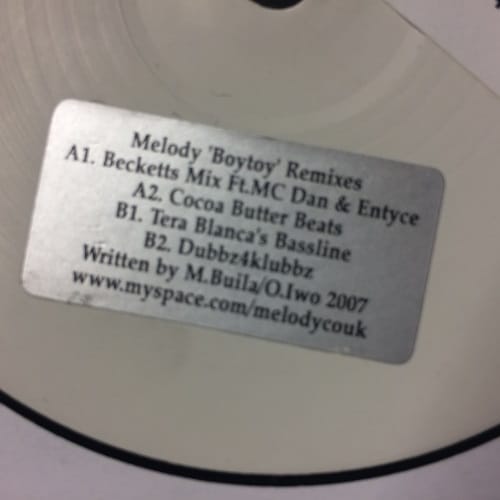 Melody 'Boytoy' Remixes
A1. Becketts Mix Ft.MC Dan & Entyce
A2. Cocoa Butter Beats
B1. Tera Blanca's Bassline
B2. Dubbz4klubbz
Written by M.Buila/O.Iwo 2007
www.myspace.com/melodycouk